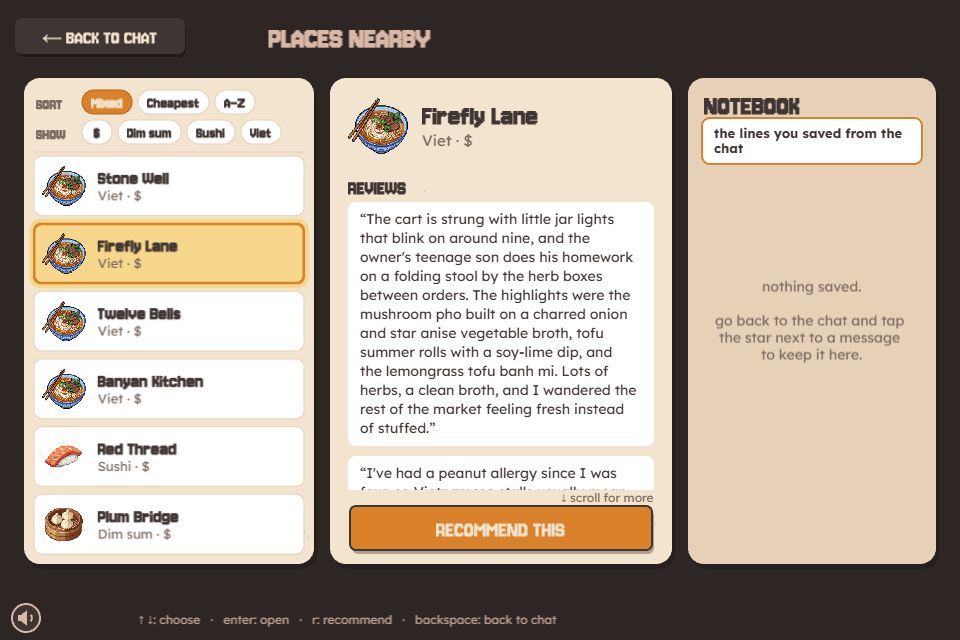 ← BACK TO CHAT
PLACES NEARBY
SORT Mixed Cheapest A-Z
SHOW $ Dim sum Sushi Viet
Stone Well
Viet · $
Firefly Lane
Viet · $
Twelve Bells
Viet · $
Banyan Kitchen
Viet · $
Red Thread
Sushi · $
Plum Bridge
Dim sum · $
Firefly Lane
Viet · $
REVIEWS
“The cart is strung with little jar lights
that blink on around nine, and the
owner's teenage son does his homework
on a folding stool by the herb boxes
between orders. The highlights were the
mushroom pho built on a charred onion
and star anise vegetable broth, tofu
summer rolls with a soy-lime dip, and
the lemongrass tofu banh mi. Lots of
herbs, a clean broth, and I wandered the
rest of the market feeling fresh instead
of stuffed.”
“I've had a peanut allergy since I was
↓ scroll for more
RECOMMEND THIS
NOTEBOOK
the lines you saved from the
chat
nothing saved.
go back to the chat and tap
the star next to a message
to keep it here.
↑ ↓: choose · enter: open · r: recommend · backspace: back to chat